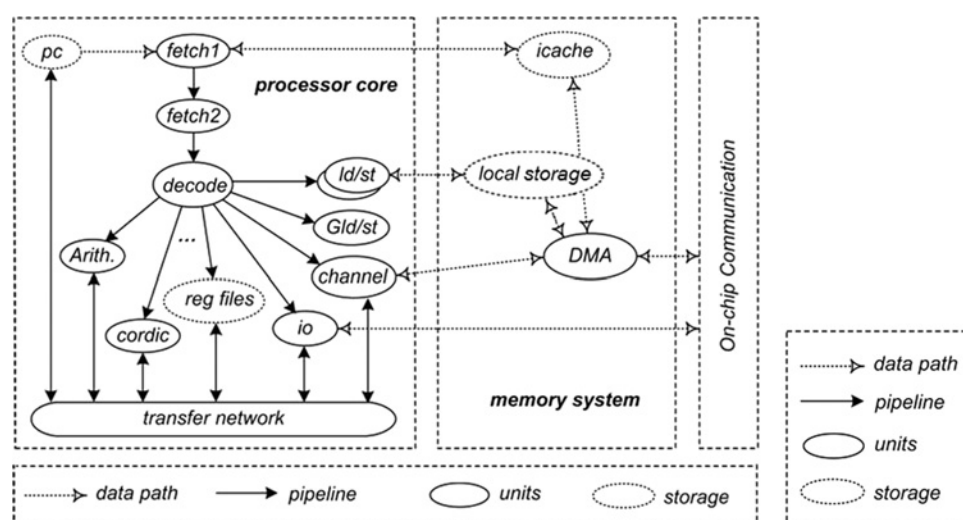 pc
fetch1
icache
processor core
fetch2
decode
ld/st
local storage
Gld/st
...
Arith.
channel
DMA
reg files
cordic
io
On-chip Communication
transfer network
memory system
data path
pipeline
units
storage
data path
pipeline
units
storage